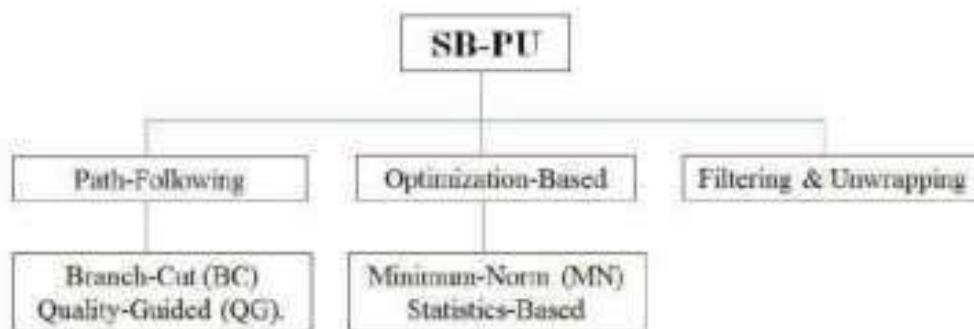 SB-PU
Path-Following
Optimization-Based
Filtering & Unwrapping
Branch-Cut (BC)
Quality-Guided (QG).
Minimum-Norm (MN)
Statistics-Based